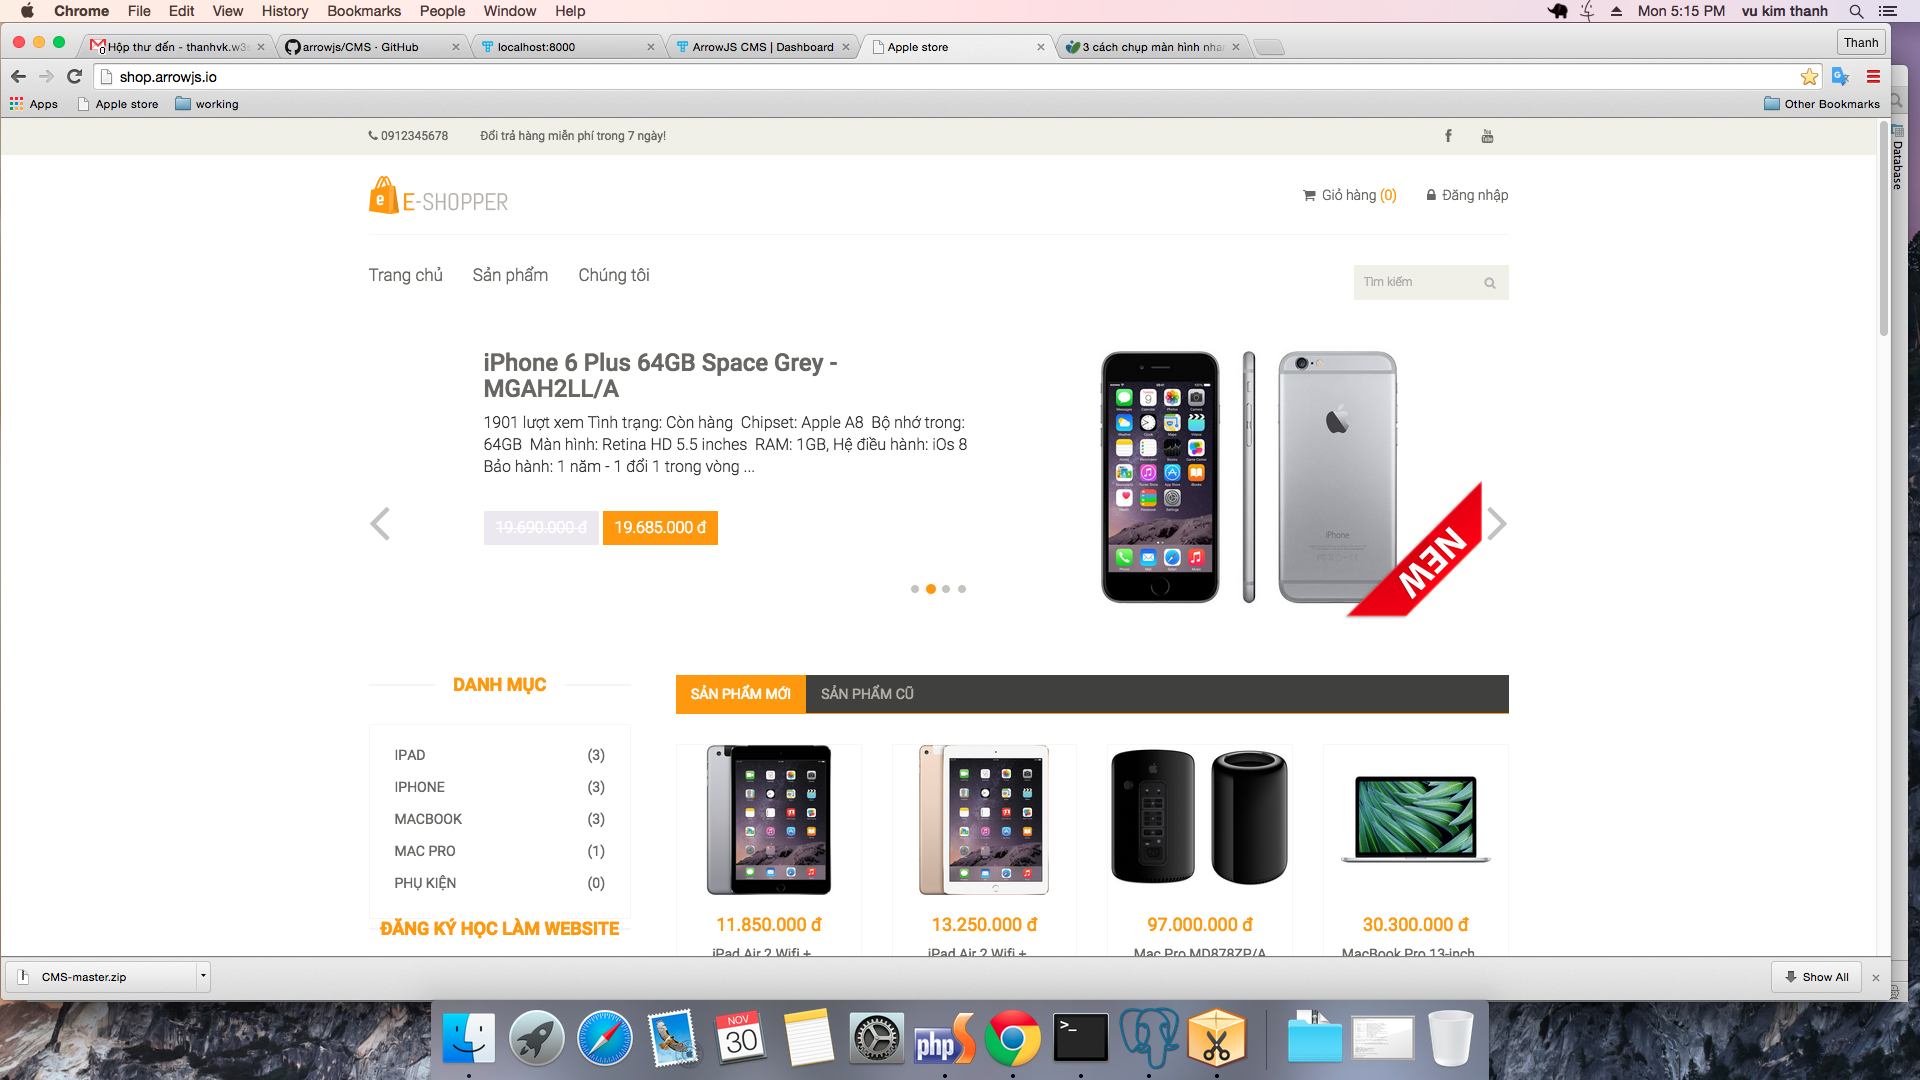 Chrome File Edit View History Bookmarks People Window Help
Mon 5:15 PM vu kim thanh
Hộp thư đến - thanhvk.w3
arrowjs/CMS · GitHub
localhost:8000
ArrowJS CMS | Dashboard
Apple store
3 cách chụp màn hình nha
Thanh
shop.arrowjs.io
Apps Apple store working Other Bookmarks
Database
0912345678 Đổi trả hàng miễn phí trong 7 ngày!
E-SHOPPER
Giỏ hàng (0) Đăng nhập
Trang chủ Sản phẩm Chúng tôi
Tìm kiếm
iPhone 6 Plus 64GB Space Grey -
MGAH2LL/A
1901 lượt xem Tình trạng: Còn hàng Chipset: Apple A8 Bộ nhớ trong:
64GB Màn hình: Retina HD 5.5 inches RAM: 1GB, Hệ điều hành: iOs 8
Bảo hành: 1 năm - 1 đổi 1 trong vòng ...
19.690.000 đ 19.685.000 đ
iPhone
NEW
DANH MỤC
IPAD (3)
IPHONE (3)
MACBOOK (3)
MAC PRO (1)
PHỤ KIỆN (0)
ĐĂNG KÝ HỌC LÀM WEBSITE
SẢN PHẨM MỚI SẢN PHẨM CŨ
11.850.000 đ 13.250.000 đ 97.000.000 đ 30.300.000 đ
iPad Air 2 Wifi + iPad Air 2 Wifi + Mac Pro MD878ZP/A MacBook Pro 13-inch
CMS-master.zip
Show All
NOV
30
php